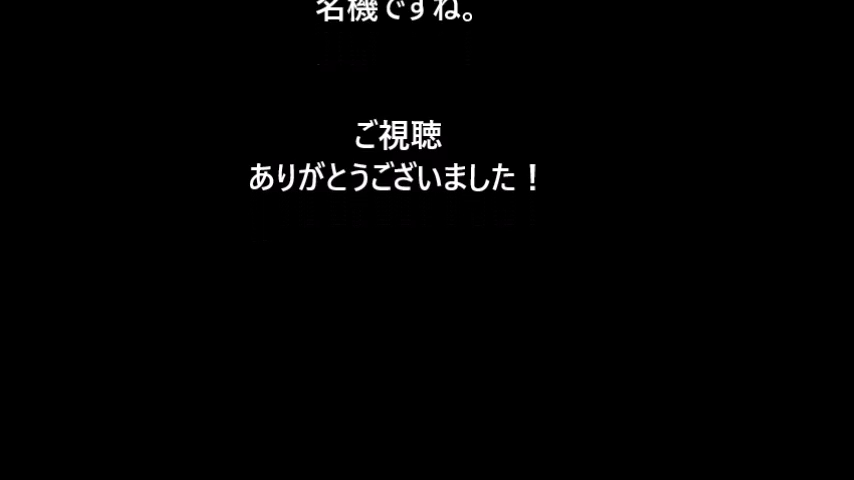 名機ですね。
ご視聴
ありがとうございました！